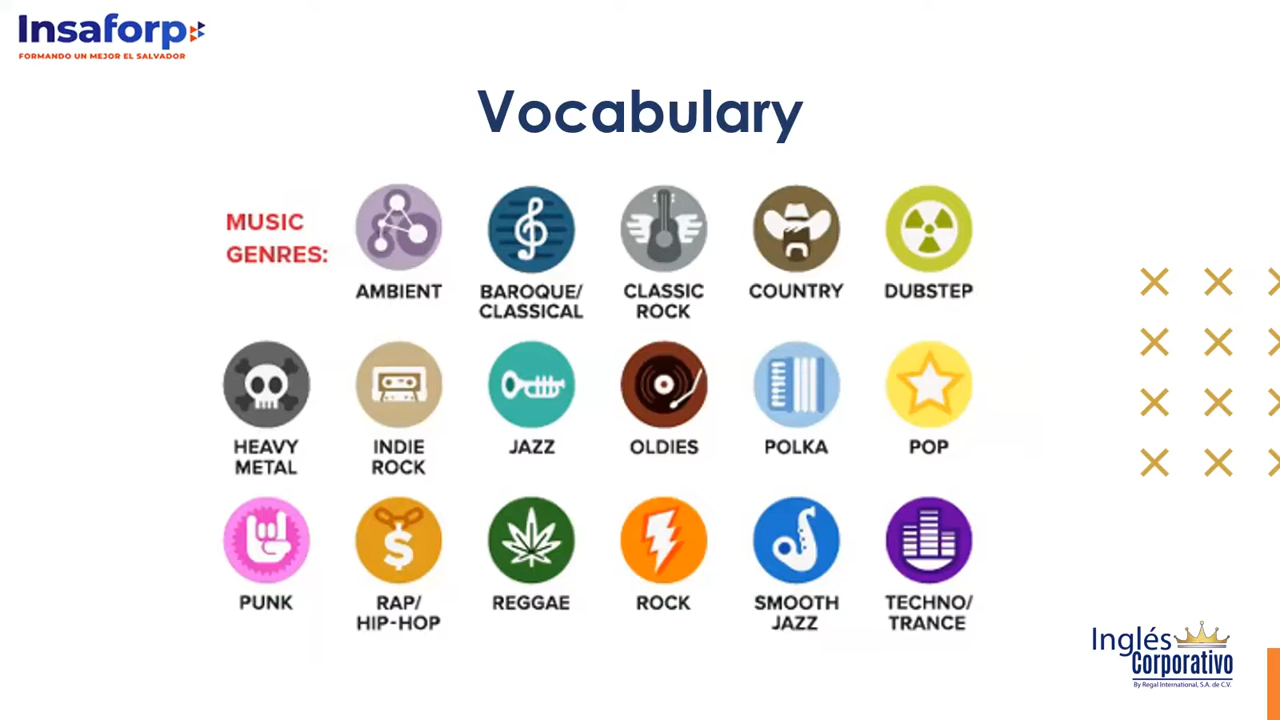 Insaforp
FORMANDO UN MEJOR EL SALVADOR
Vocabulary
MUSIC
GENRES:
AMBIENT
BAROQUE/
CLASSICAL
CLASSIC
ROCK
COUNTRY
DUBSTEP
HEAVY
METAL
INDIE
ROCK
JAZZ
OLDIES
POLKA
POP
PUNK
RAP/
HIP-HOP
$
REGGAE
ROCK
SMOOTH
JAZZ
TECHNO/
TRANCE
Inglés
Corporativo
By Regal International, S.A. de C.V.